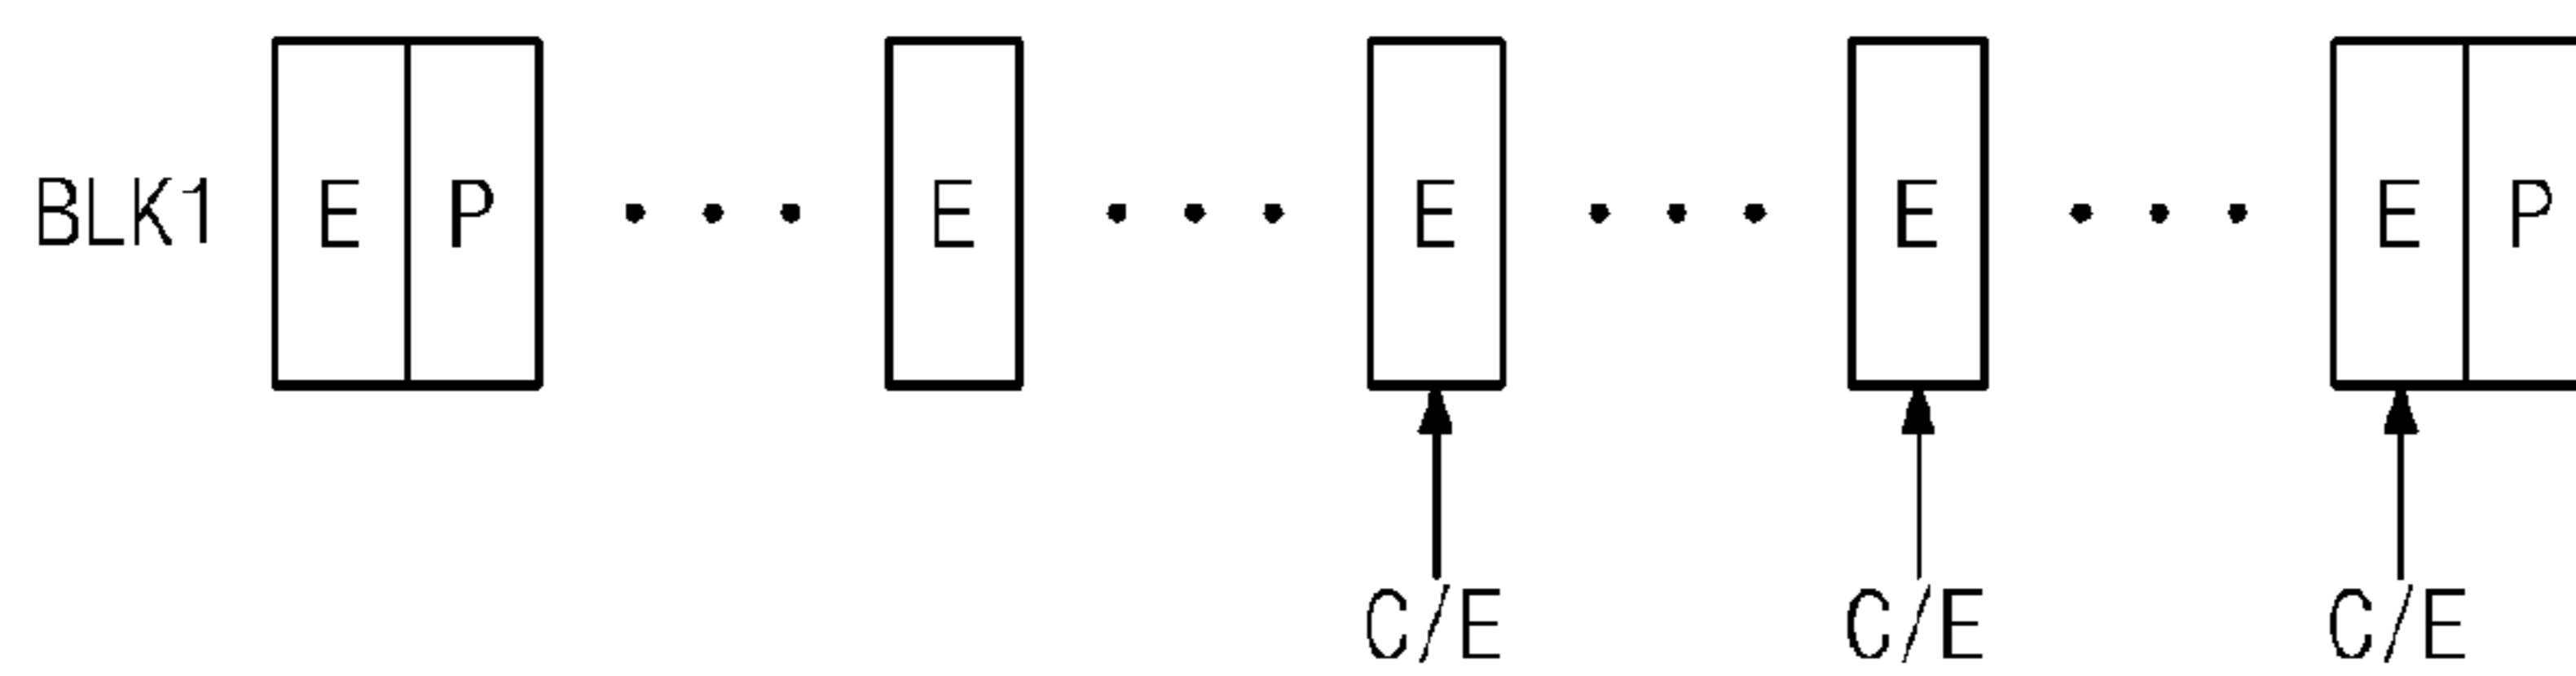 BLK1 E P • • • E • • • E • • • E • • • E P
C/E C/E C/E